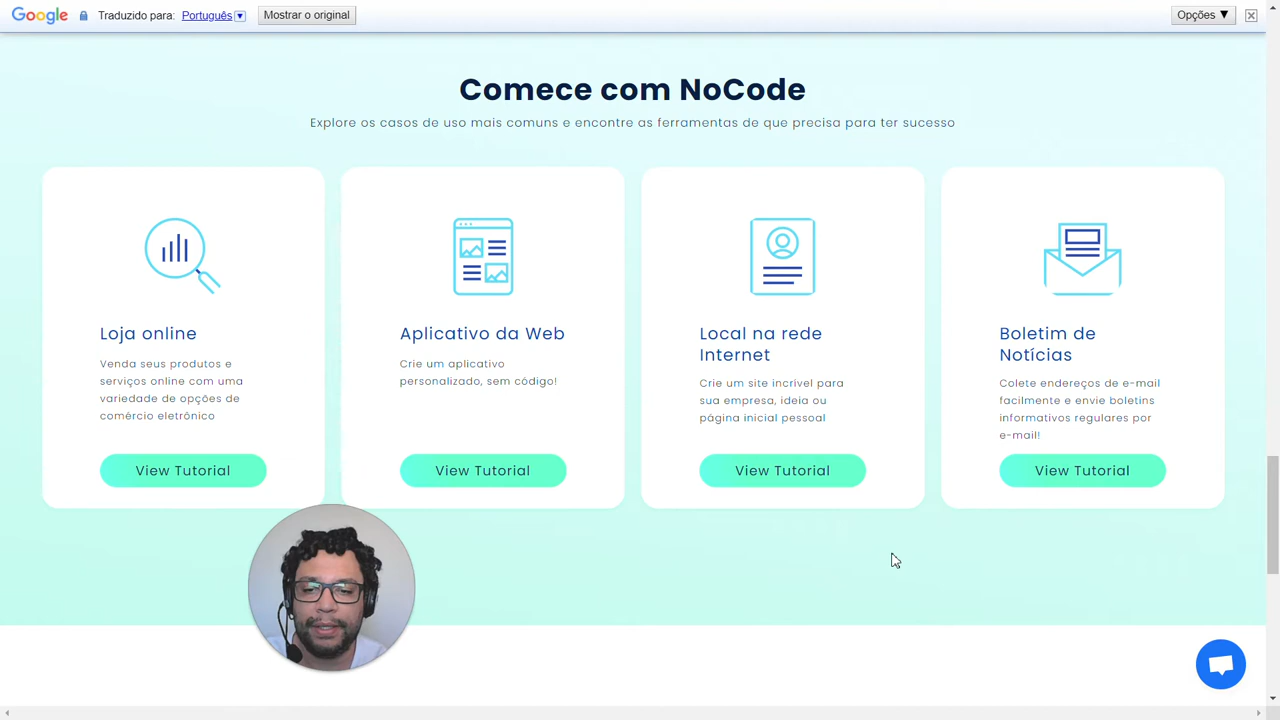 Google Traduzido para: Português ▼ Mostrar o original Opções ▼
Comece com NoCode
Explore os casos de uso mais comuns e encontre as ferramentas de que precisa para ter sucesso
Loja online
Venda seus produtos e
serviços online com uma
variedade de opções de
comércio eletrônico
View Tutorial
Aplicativo da Web
Crie um aplicativo
personalizado, sem código!
View Tutorial
Local na rede
Internet
Crie um site incrível para
sua empresa, ideia ou
página inicial pessoal
View Tutorial
Boletim de
Notícias
Colete endereços de e-mail
facilmente e envie boletins
informativos regulares por
e-mail!
View Tutorial